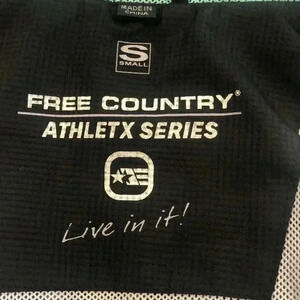 MADE IN
CHINA
S
SMALL
FREE COUNTRY®
ATHLETX SERIES
Live in it!